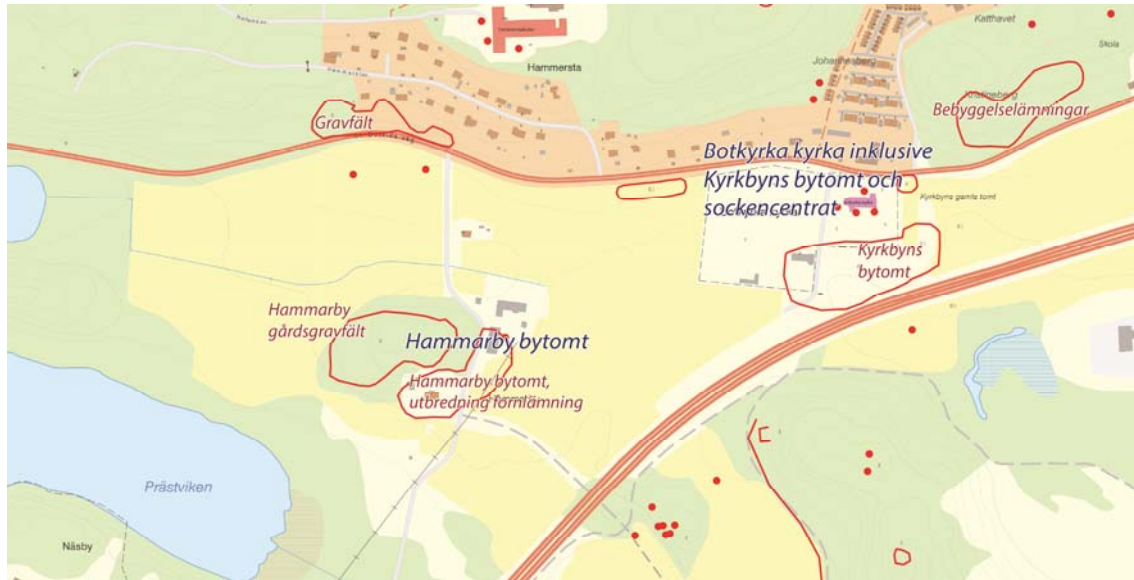 Katthavet
Skola
Johannesberg
Hammersta
Kristineberg
Bebyggelselämningar
Gravfält
Botkyrka kyrka inklusive
Kyrkbyns bytomt och
sockencentrat
Kyrkbyns gamla tomt
Kyrkbyns
bytomt
Hammarby
gårdsgravfält
Hammarby bytomt
Hammarby bytomt,
utbredning fornlämning
Prästviken
Näsby